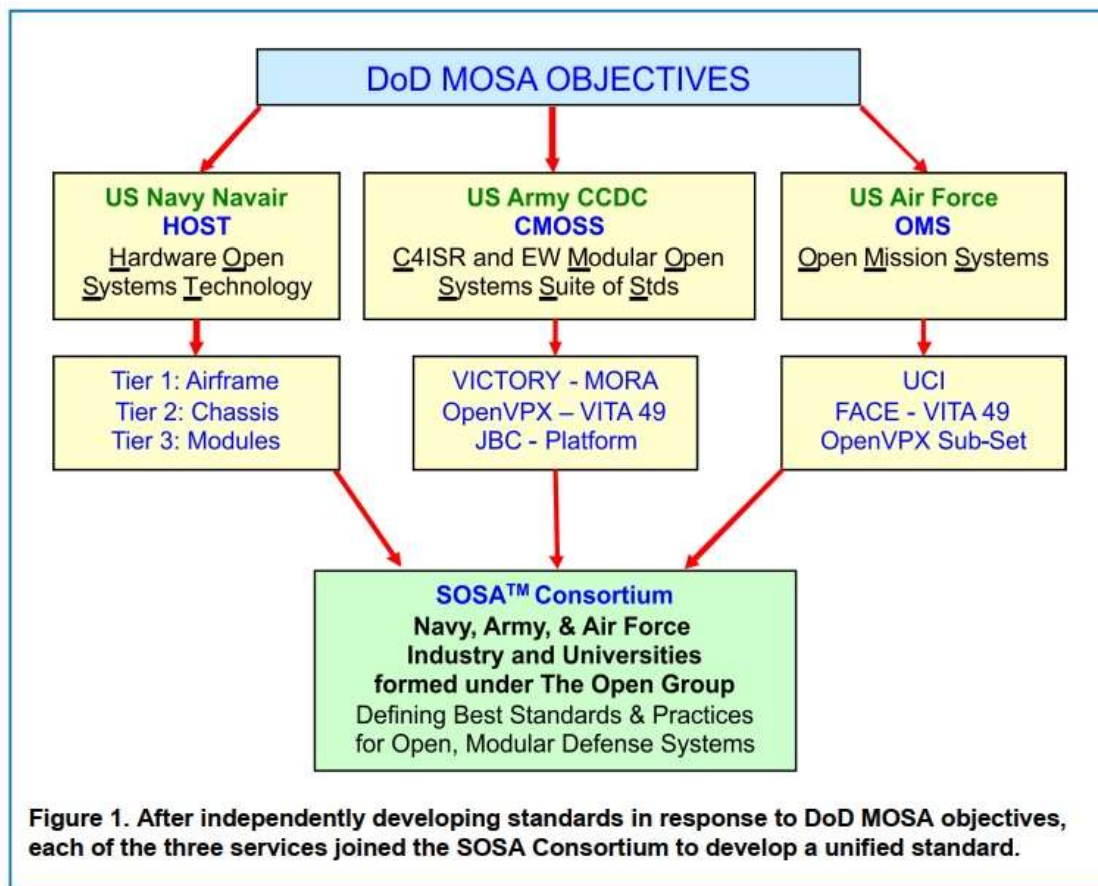 DoD MOSA OBJECTIVES
US Navy Navair
HOST
Hardware Open
Systems Technology
US Army CCDC
CMOSS
C4ISR and EW Modular Open
Systems Suite of Stds
US Air Force
OMS
Open Mission Systems
Tier 1: Airframe
Tier 2: Chassis
Tier 3: Modules
VICTORY - MORA
OpenVPX – VITA 49
JBC - Platform
UCI
FACE - VITA 49
OpenVPX Sub-Set
SOSA™ Consortium
Navy, Army, & Air Force
Industry and Universities
formed under The Open Group
Defining Best Standards & Practices
for Open, Modular Defense Systems
Figure 1. After independently developing standards in response to DoD MOSA objectives,
each of the three services joined the SOSA Consortium to develop a unified standard.